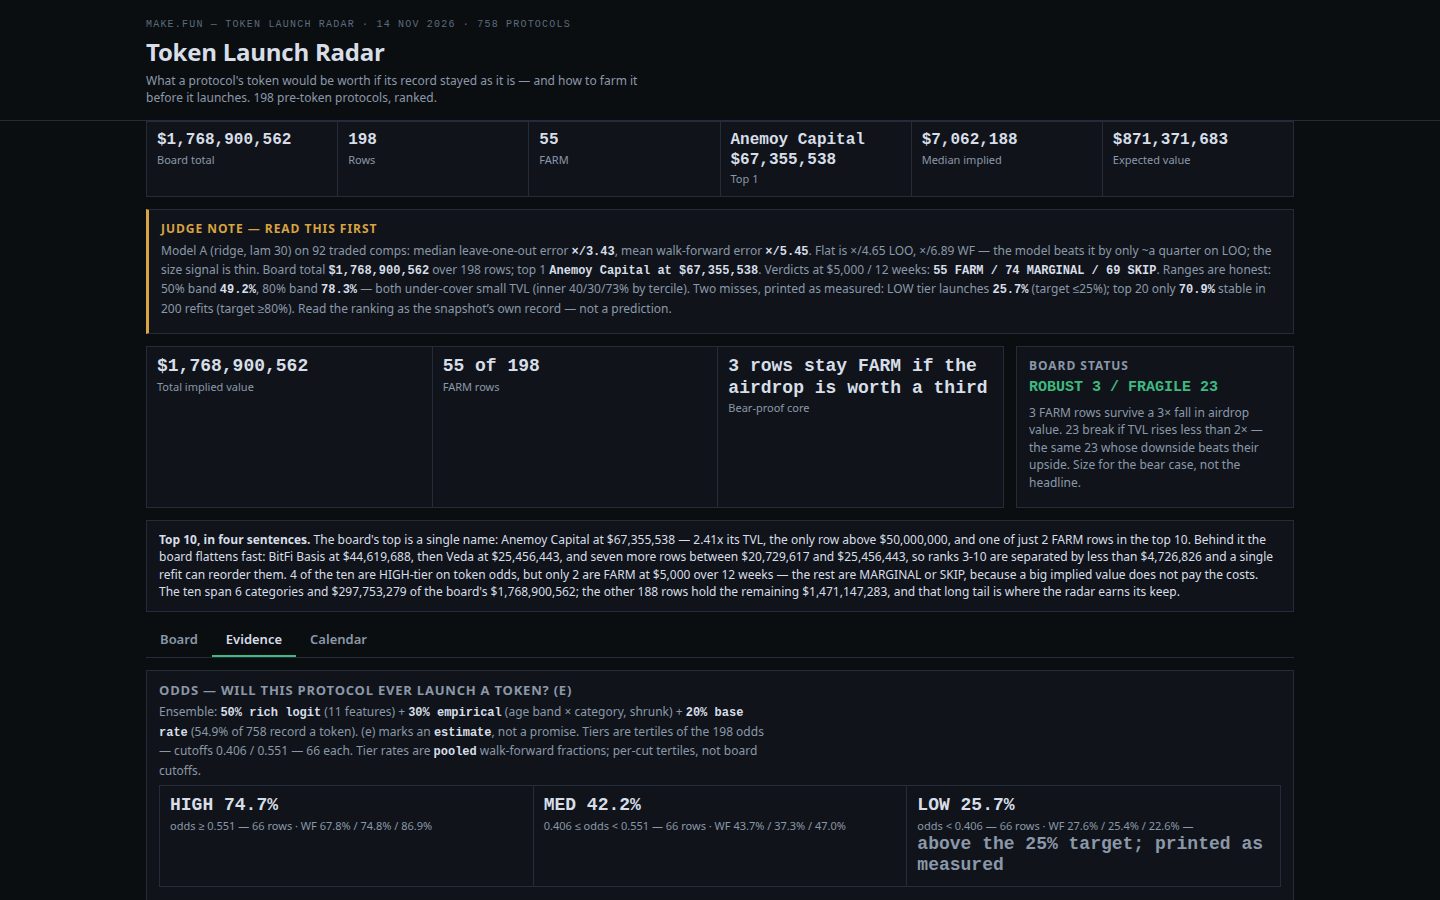 MAKE.FUN — TOKEN LAUNCH RADAR · 14 NOV 2026 · 758 PROTOCOLS
Token Launch Radar
What a protocol's token would be worth if its record stayed as it is — and how to farm it
before it launches. 198 pre-token protocols, ranked.
$1,768,900,562
Board total
198
Rows
55
FARM
Anemoy Capital
$67,355,538
Top 1
$7,062,188
Median implied
$871,371,683
Expected value
JUDGE NOTE — READ THIS FIRST
Model A (ridge, lam 30) on 92 traded comps: median leave-one-out error ×/3.43, mean walk-forward error ×/5.45. Flat is ×/4.65 LOO, ×/6.89 WF — the model beats it by only ~a quarter on LOO; the
size signal is thin. Board total $1,768,900,562 over 198 rows; top 1 Anemoy Capital at $67,355,538. Verdicts at $5,000 / 12 weeks: 55 FARM / 74 MARGINAL / 69 SKIP. Ranges are honest:
50% band 49.2%, 80% band 78.3% — both under-cover small TVL (inner 40/30/73% by tercile). Two misses, printed as measured: LOW tier launches 25.7% (target ≤25%); top 20 only 70.9% stable in
200 refits (target ≥80%). Read the ranking as the snapshot's own record — not a prediction.
$1,768,900,562
Total implied value
55 of 198
FARM rows
3 rows stay FARM if the
airdrop is worth a third
Bear-proof core
BOARD STATUS
ROBUST 3 / FRAGILE 23
3 FARM rows survive a 3× fall in airdrop
value. 23 break if TVL rises less than 2× —
the same 23 whose downside beats their
upside. Size for the bear case, not the
headline.
Top 10, in four sentences. The board's top is a single name: Anemoy Capital at $67,355,538 — 2.41x its TVL, the only row above $50,000,000, and one of just 2 FARM rows in the top 10. Behind it the
board flattens fast: BitFi Basis at $44,619,688, then Veda at $25,456,443, and seven more rows between $20,729,617 and $25,456,443, so ranks 3-10 are separated by less than $4,726,826 and a single
refit can reorder them. 4 of the ten are HIGH-tier on token odds, but only 2 are FARM at $5,000 over 12 weeks — the rest are MARGINAL or SKIP, because a big implied value does not pay the costs.
The ten span 6 categories and $297,753,279 of the board's $1,768,900,562; the other 188 rows hold the remaining $1,471,147,283, and that long tail is where the radar earns its keep.
Board Evidence Calendar
ODDS — WILL THIS PROTOCOL EVER LAUNCH A TOKEN? (E)
Ensemble: 50% rich logit (11 features) + 30% empirical (age band × category, shrunk) + 20% base
rate (54.9% of 758 record a token). (e) marks an estimate, not a promise. Tiers are tertiles of the 198 odds
— cutoffs 0.406 / 0.551 — 66 each. Tier rates are pooled walk-forward fractions; per-cut tertiles, not board
cutoffs.
HIGH 74.7%
odds ≥ 0.551 — 66 rows · WF 67.8% / 74.8% / 86.9%
MED 42.2%
0.406 ≤ odds < 0.551 — 66 rows · WF 43.7% / 37.3% / 47.0%
LOW 25.7%
odds < 0.406 — 66 rows · WF 27.6% / 25.4% / 22.6% —
above the 25% target; printed as
measured